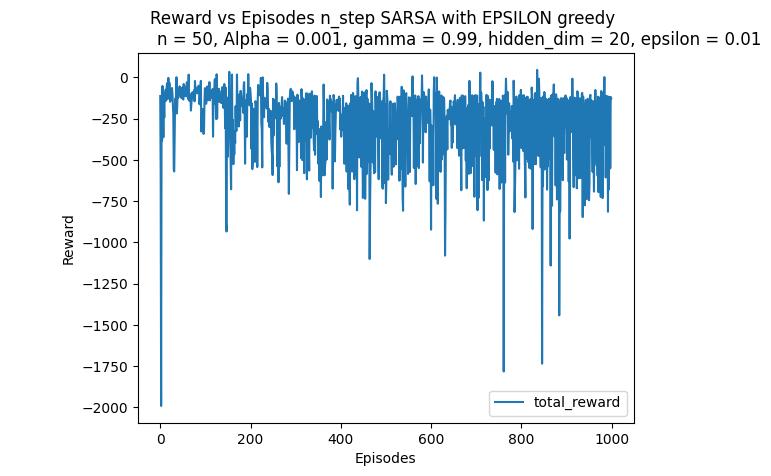 Reward vs Episodes n_step SARSA with EPSILON greedy
n = 50, Alpha = 0.001, gamma = 0.99, hidden_dim = 20, epsilon = 0.01
0
−250
−500
−750
−1000
−1250
−1500
−1750
−2000
Reward
total_reward
0 200 400 600 800 1000
Episodes